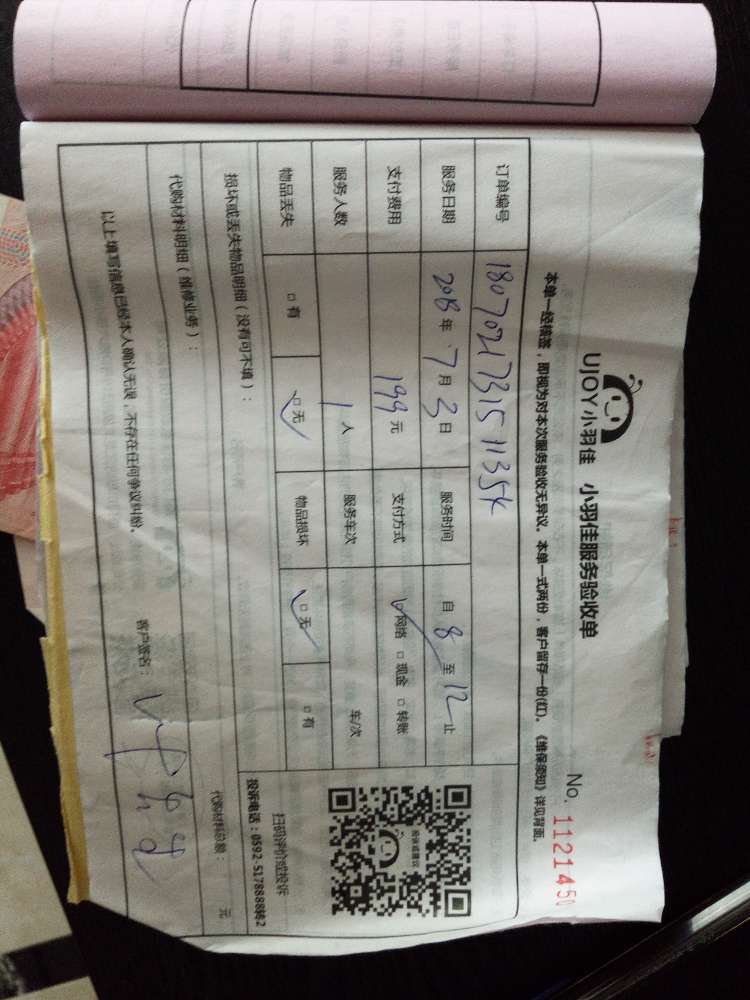 UJOY小羽佳 小羽佳服务验收单
No. 1121450
本单一经核签，即视为对本次服务验收无异议。本单一式两份，客户留存一份(红)。《维保须知》详见背面。
订单编号 180702173151135K
服务日期 2018年 7月 3日 服务时间 自 8 至 12 止
支付费用 199元 支付方式 □网络 □现金 □转账
服务人数 1人 服务车次 车/次
物品丢失 □有 □无 物品损坏 □无 □有
扫码评价或投诉
投诉电话：0592-5178888转2
损坏或丢失物品明细（没有可不填）：
代购材料明细（维修业务）：
代购材料总额： 元
以上填写信息已经本人确认无误，不存在任何争议纠纷。
客户签名：